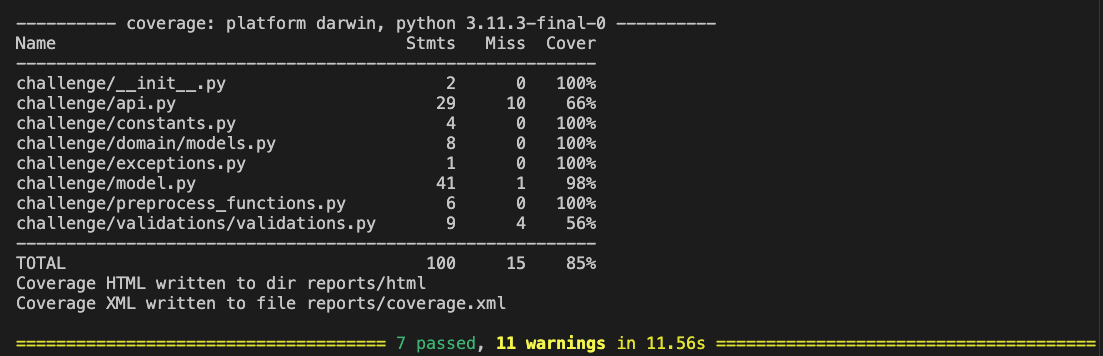 ---------- coverage: platform darwin, python 3.11.3-final-0 ----------
Name                                   Stmts   Miss  Cover
----------------------------------------------------------
challenge/__init__.py                      2      0   100%
challenge/api.py                          29     10    66%
challenge/constants.py                     4      0   100%
challenge/domain/models.py                 8      0   100%
challenge/exceptions.py                    1      0   100%
challenge/model.py                        41      1    98%
challenge/preprocess_functions.py          6      0   100%
challenge/validations/validations.py       9      4    56%
----------------------------------------------------------
TOTAL                                    100     15    85%
Coverage HTML written to dir reports/html
Coverage XML written to file reports/coverage.xml
===================================== 7 passed, 11 warnings in 11.56s ======================================